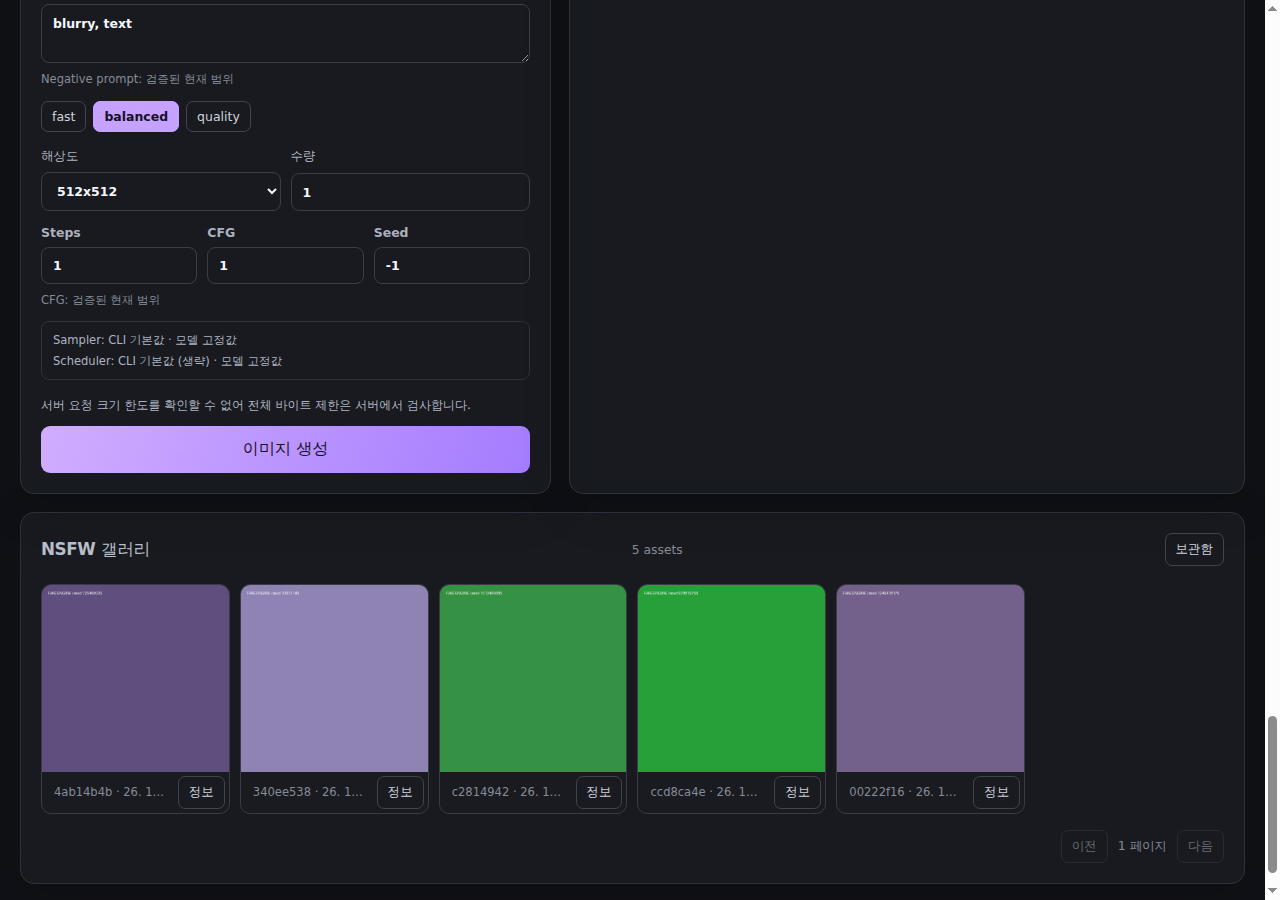 blurry, text
Negative prompt: 검증된 현재 범위
fast balanced quality
해상도 수량
512x512 1
Steps CFG Seed
1 1 -1
CFG: 검증된 현재 범위
Sampler: CLI 기본값 · 모델 고정값
Scheduler: CLI 기본값 (생략) · 모델 고정값
서버 요청 크기 한도를 확인할 수 없어 전체 바이트 제한은 서버에서 검사합니다.
이미지 생성
NSFW 갤러리 5 assets 보관함
4ab14b4b · 26. 1... 정보 340ee538 · 26. 1... 정보 c2814942 · 26. 1... 정보 ccd8ca4e · 26. 1... 정보 00222f16 · 26. 1... 정보
이전 1 페이지 다음